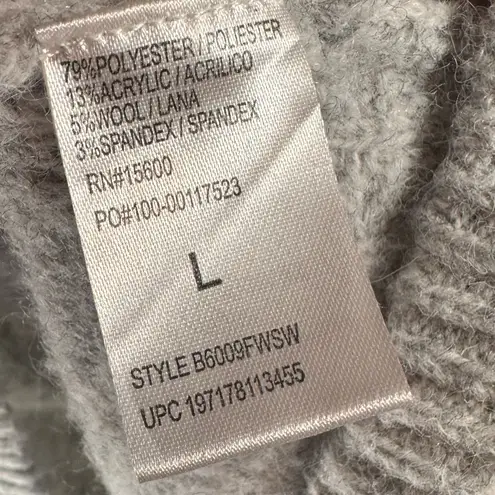 79%POLYESTER / POLIESTER
13%ACRYLIC / ACRILICO
5%WOOL / LANA
3%SPANDEX / SPANDEX
RN#15600
PO#100-00117523
L
STYLE B6009FWSW
UPC 197178113455